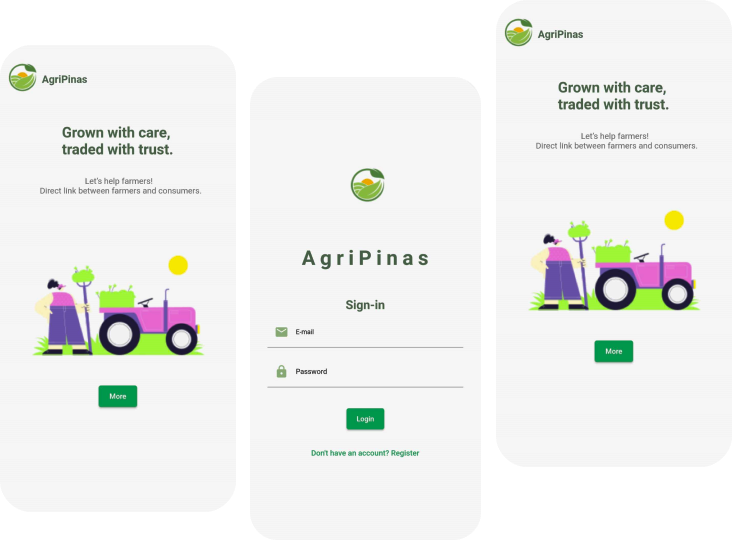 AgriPinas
Grown with care,
traded with trust.
Let's help farmers!
Direct link between farmers and consumers.
More
AgriPinas
Sign-in
E-mail
Password
Login
Don't have an account? Register
AgriPinas
Grown with care,
traded with trust.
Let's help farmers!
Direct link between farmers and consumers.
More